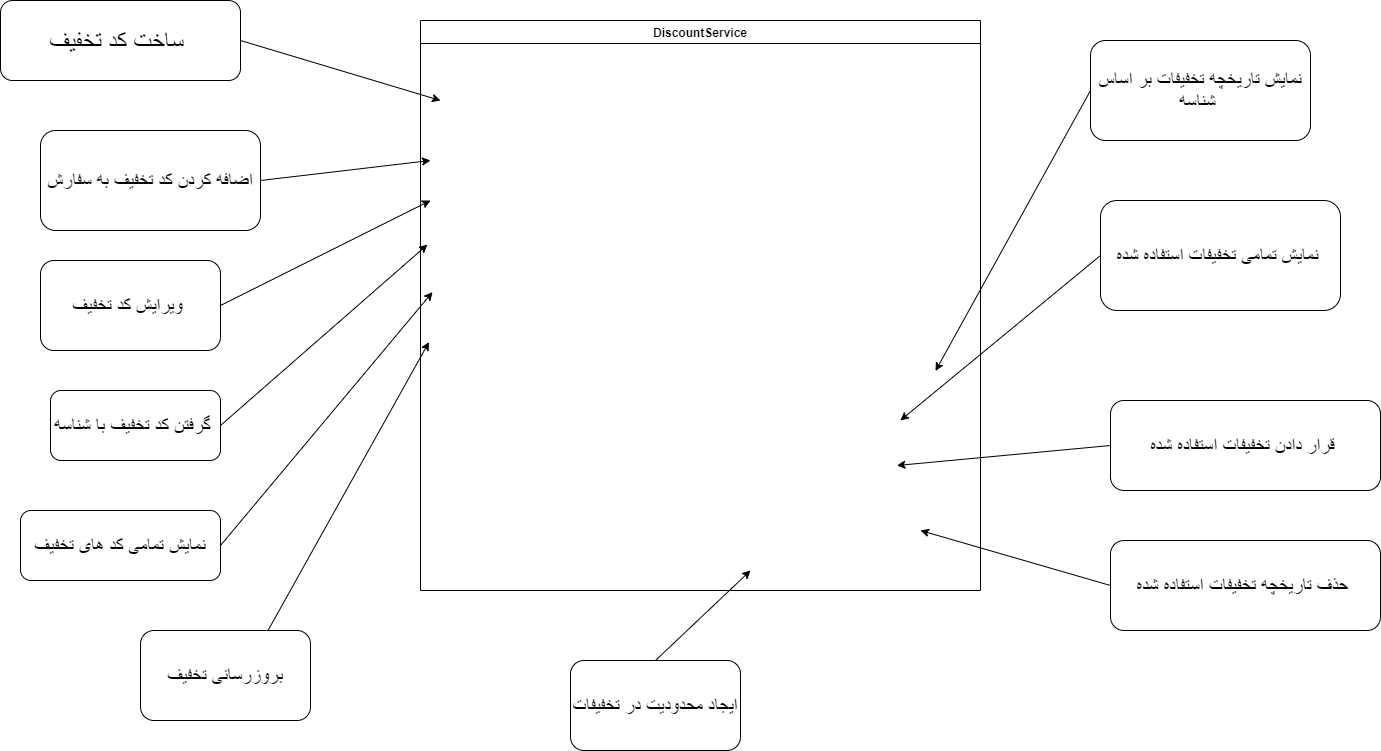 ساخت کد تخفیف
DiscountService
نمایش تاریخچه تخفیفات بر اساس
شناسه
اضافه کردن کد تخفیف به سفارش
نمایش تمامی تخفیفات استفاده شده
ویرایش کد تخفیف
گرفتن کد تخفیف با شناسه
قرار دادن تخفیفات استفاده شده
نمایش تمامی کد های تخفیف
حذف تاریخچه تخفیفات استفاده شده
بروزرسانی تخفیف
ایجاد محدودیت در تخفیفات